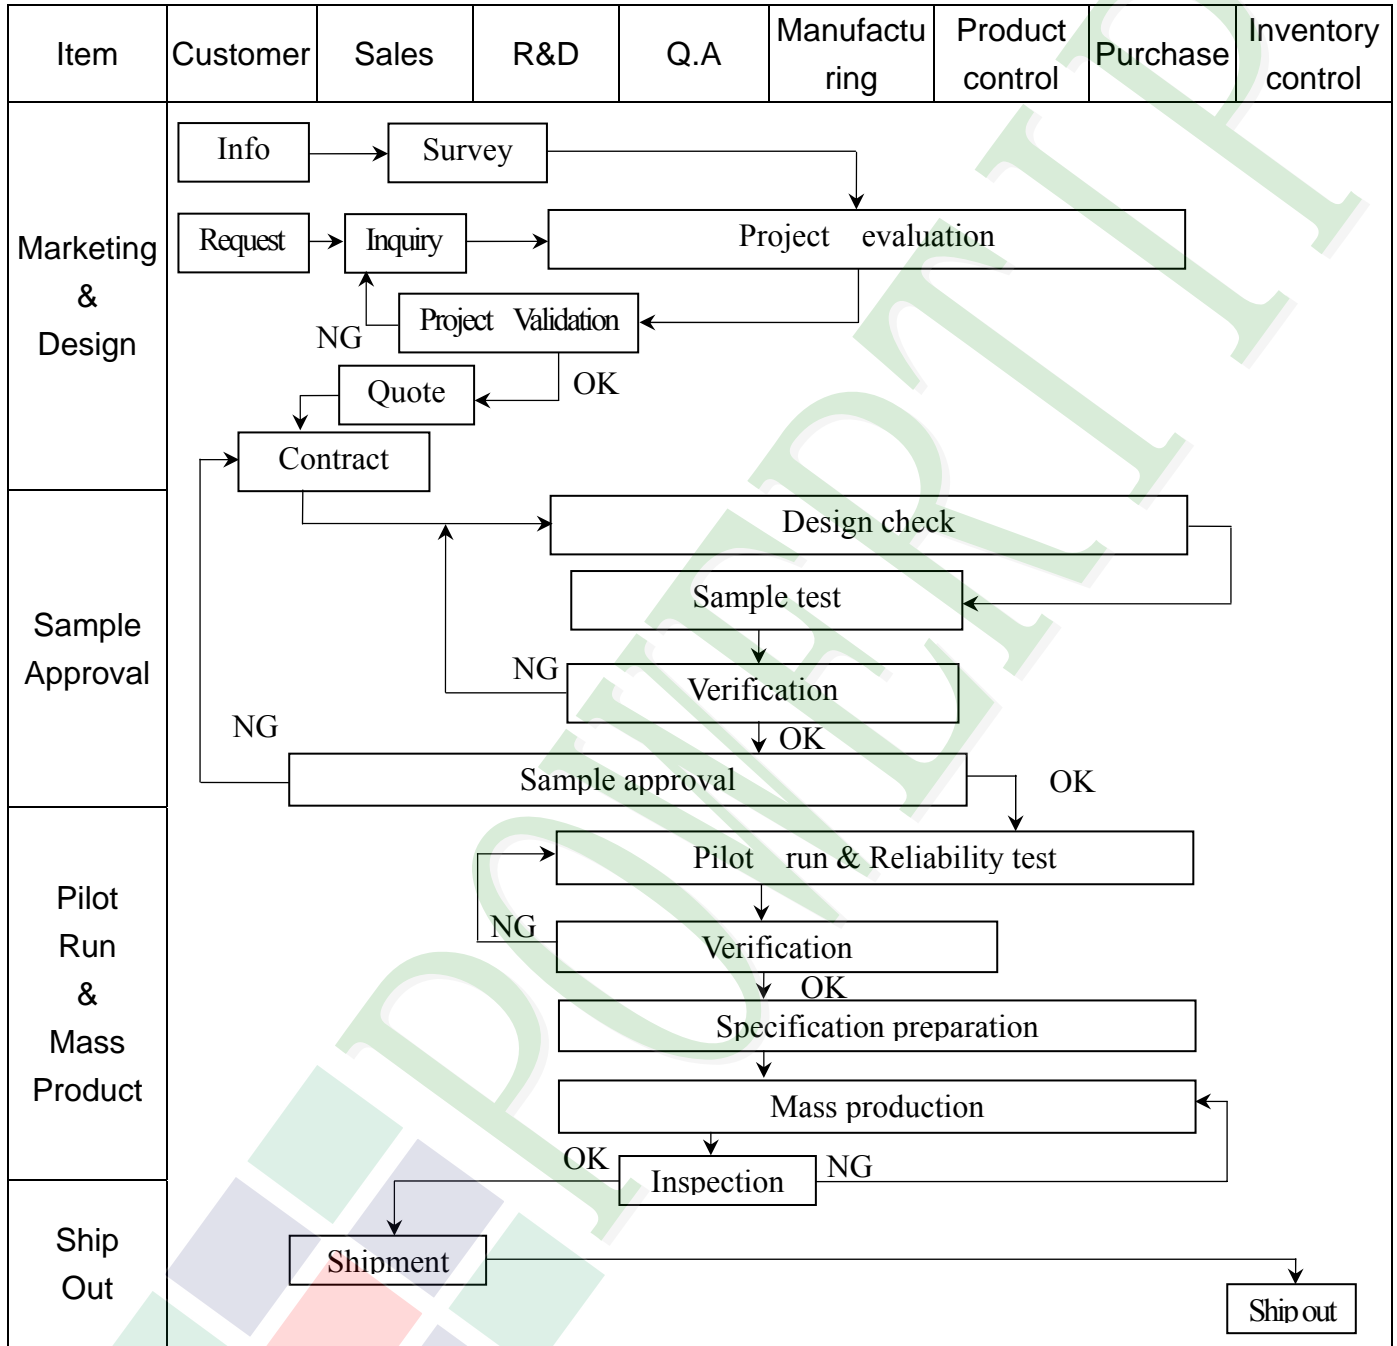 Item
Customer
Sales
R&D
Q.A
Manufactu
ring
Product
control
Purchase
Inventory
control
Marketing
&
Design
Info
Survey
Request
Inquiry
Project evaluation
NG
Project Validation
Quote
OK
Contract
Sample
Approval
Design check
Sample test
NG
Verification
NG
OK
Sample approval
OK
Pilot
Run
&
Mass
Product
Pilot run & Reliability test
NG
Verification
OK
Specification preparation
Mass production
OK
Inspection
NG
Ship
Out
Shipment
Ship out
POWERTIP